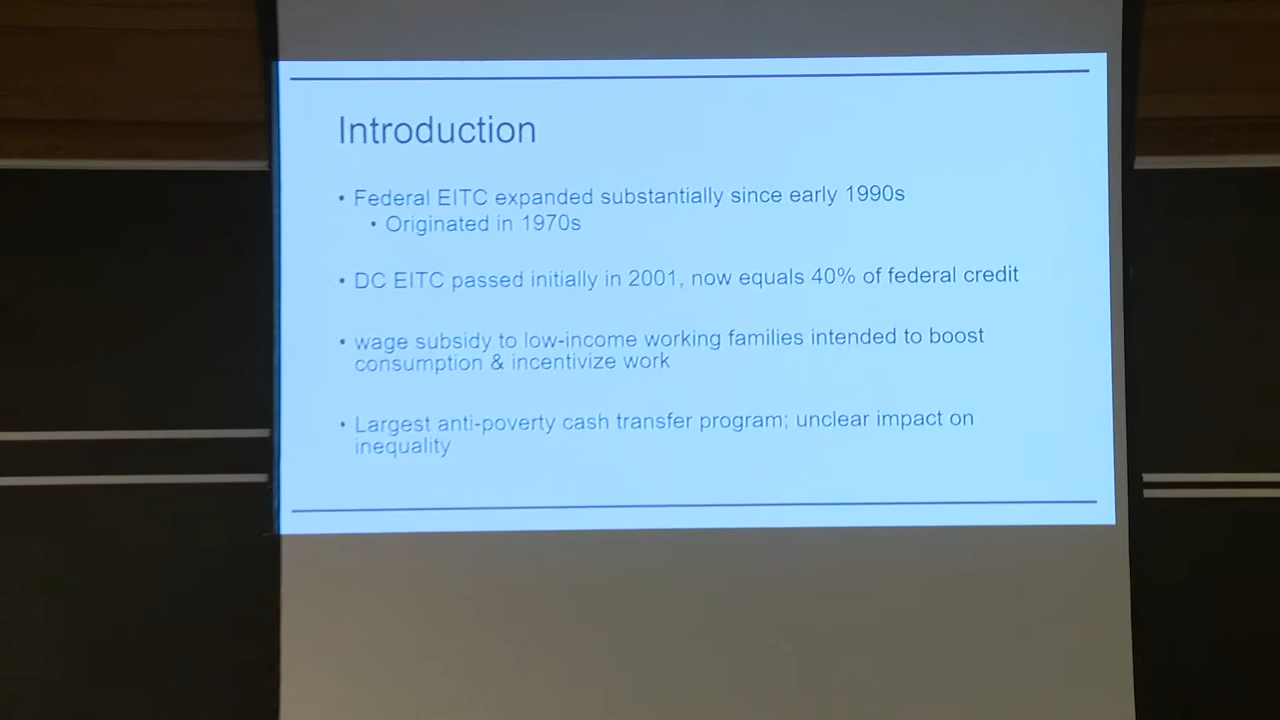 Introduction
• Federal EITC expanded substantially since early 1990s
• Originated in 1970s
• DC EITC passed initially in 2001, now equals 40% of federal credit
• wage subsidy to low-income working families intended to boost
consumption & incentivize work
• Largest anti-poverty cash transfer program; unclear impact on
inequality